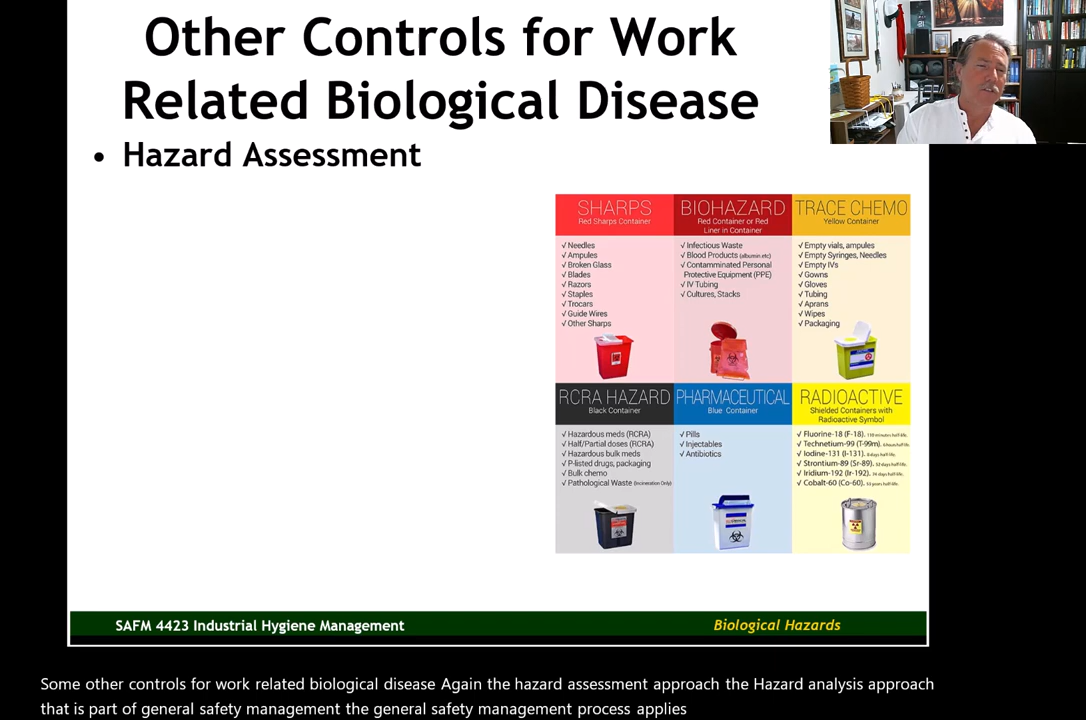 Other Controls for Work
Related Biological Disease
• Hazard Assessment
SHARPS
Red Sharps Container
√ Needles
√ Ampules
√ Broken Glass
√ Blades
√ Razors
√ Staples
√ Trocars
√ Guide Wires
√ Other Sharps
BIOHAZARD
Red Container or Red
Liner in Container
√ Infectious Waste
√ Blood Products (albumin etc)
√ Contamminated Personal
Protective Equipment (PPE)
√ IV Tubing
√ Cultures, Stacks
TRACE CHEMO
Yellow Container
√ Empty vials, ampules
√ Empty Syringes, Needles
√ Empty IVs
√ Gowns
√ Gloves
√ Tubing
√ Aprans
√ Wipes
√ Packaging
RCRA HAZARD
Black Container
√ Hazardous meds (RCRA)
√ Half/Partial doses (RCRA)
√ Hazardous bulk meds
√ P-listed drugs, packaging
√ Bulk chemo
√ Pathological Waste (Incineration Only)
PHARMACEUTICAL
Blue Container
√ Pills
√ Injectables
√ Antibiotics
RADIOACTIVE
Shielded Containers with
Radioactive Symbol
√ Fluorine-18 (F-18). 110 minutes half-life.
√ Technetium-99 (T-99m). 6 hours half-life.
√ Iodine-131 (I-131). 8 days half-life.
√ Strontium-89 (Sr-89). 52 days half-life.
√ Iridium-192 (Ir-192). 74 days half-life.
√ Cobalt-60 (Co-60). 53 years half-life.
SAFM 4423 Industrial Hygiene Management
Biological Hazards
Some other controls for work related biological disease Again the hazard assessment approach the Hazard analysis approach
that is part of general safety management the general safety management process applies